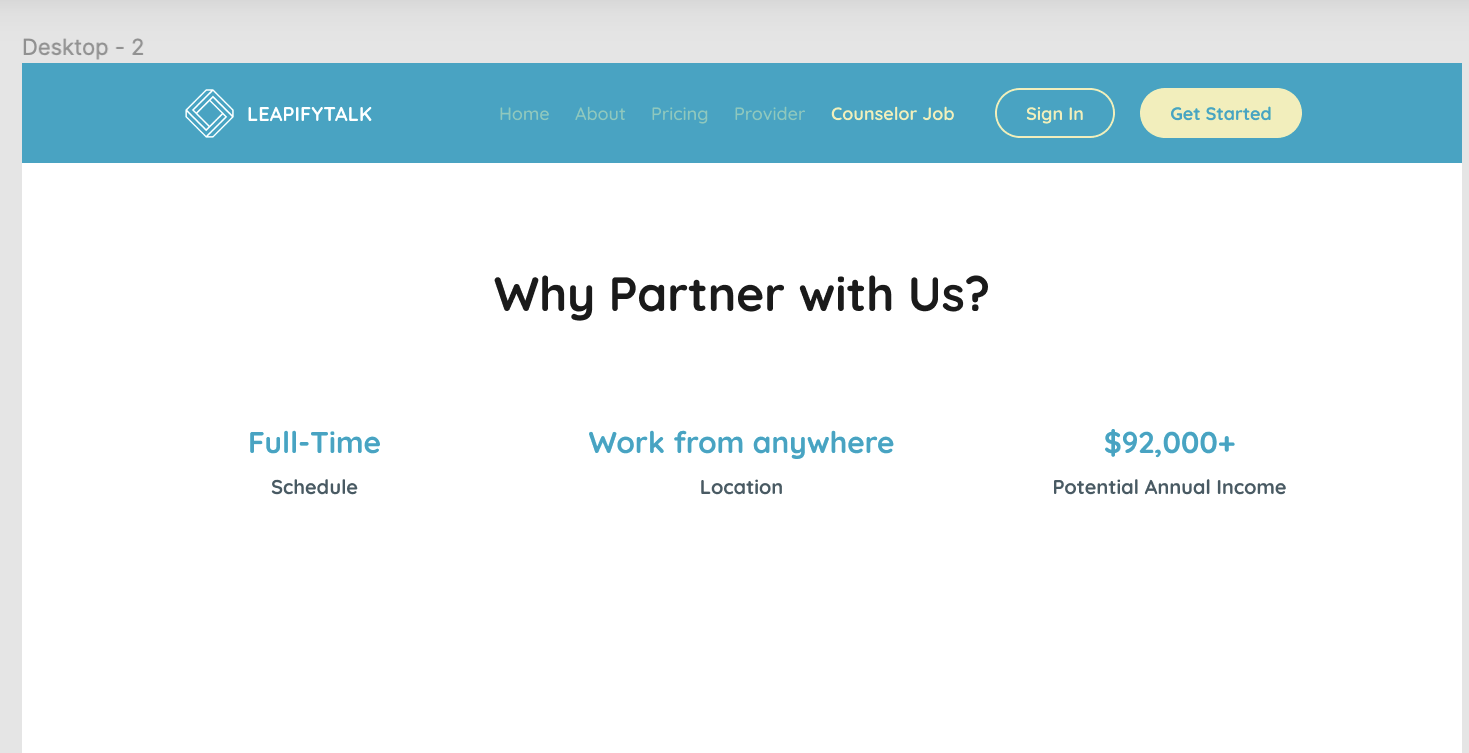 Desktop - 2
LEAPIFYTALK Home About Pricing Provider Counselor Job Sign In Get Started
Why Partner with Us?
Full-Time Work from anywhere $92,000+
Schedule Location Potential Annual Income